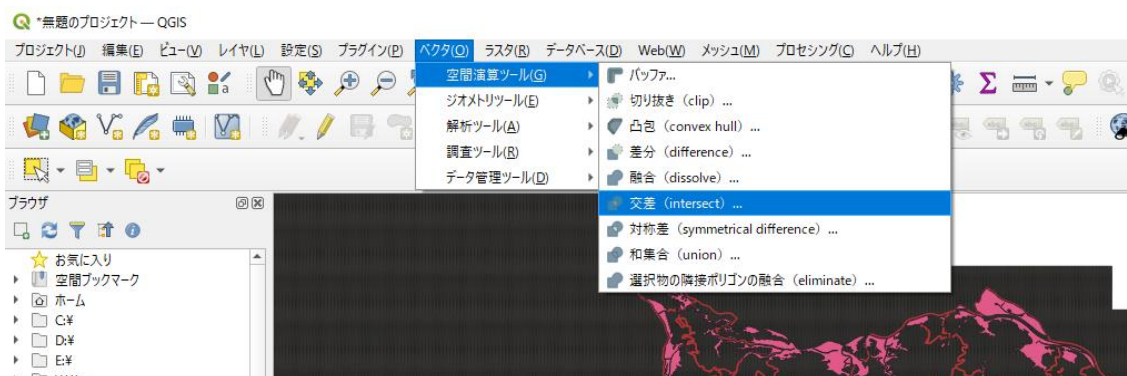 *無題のプロジェクト — QGIS
プロジェクト(J) 編集(E) ビュー(V) レイヤ(L) 設定(S) プラグイン(P) ベクタ(O) ラスタ(R) データベース(D) Web(W) メッシュ(M) プロセシング(C) ヘルプ(H)
空間演算ツール(G)
ジオメトリツール(E)
解析ツール(A)
調査ツール(R)
データ管理ツール(D)
バッファ...
切り抜き（clip）...
凸包（convex hull）...
差分（difference）...
融合（dissolve）...
交差（intersect）...
対称差（symmetrical difference）...
和集合（union）...
選択物の隣接ポリゴンの融合（eliminate）...
ブラウザ
お気に入り
空間ブックマーク
ホーム
C:¥
D:¥
E:¥